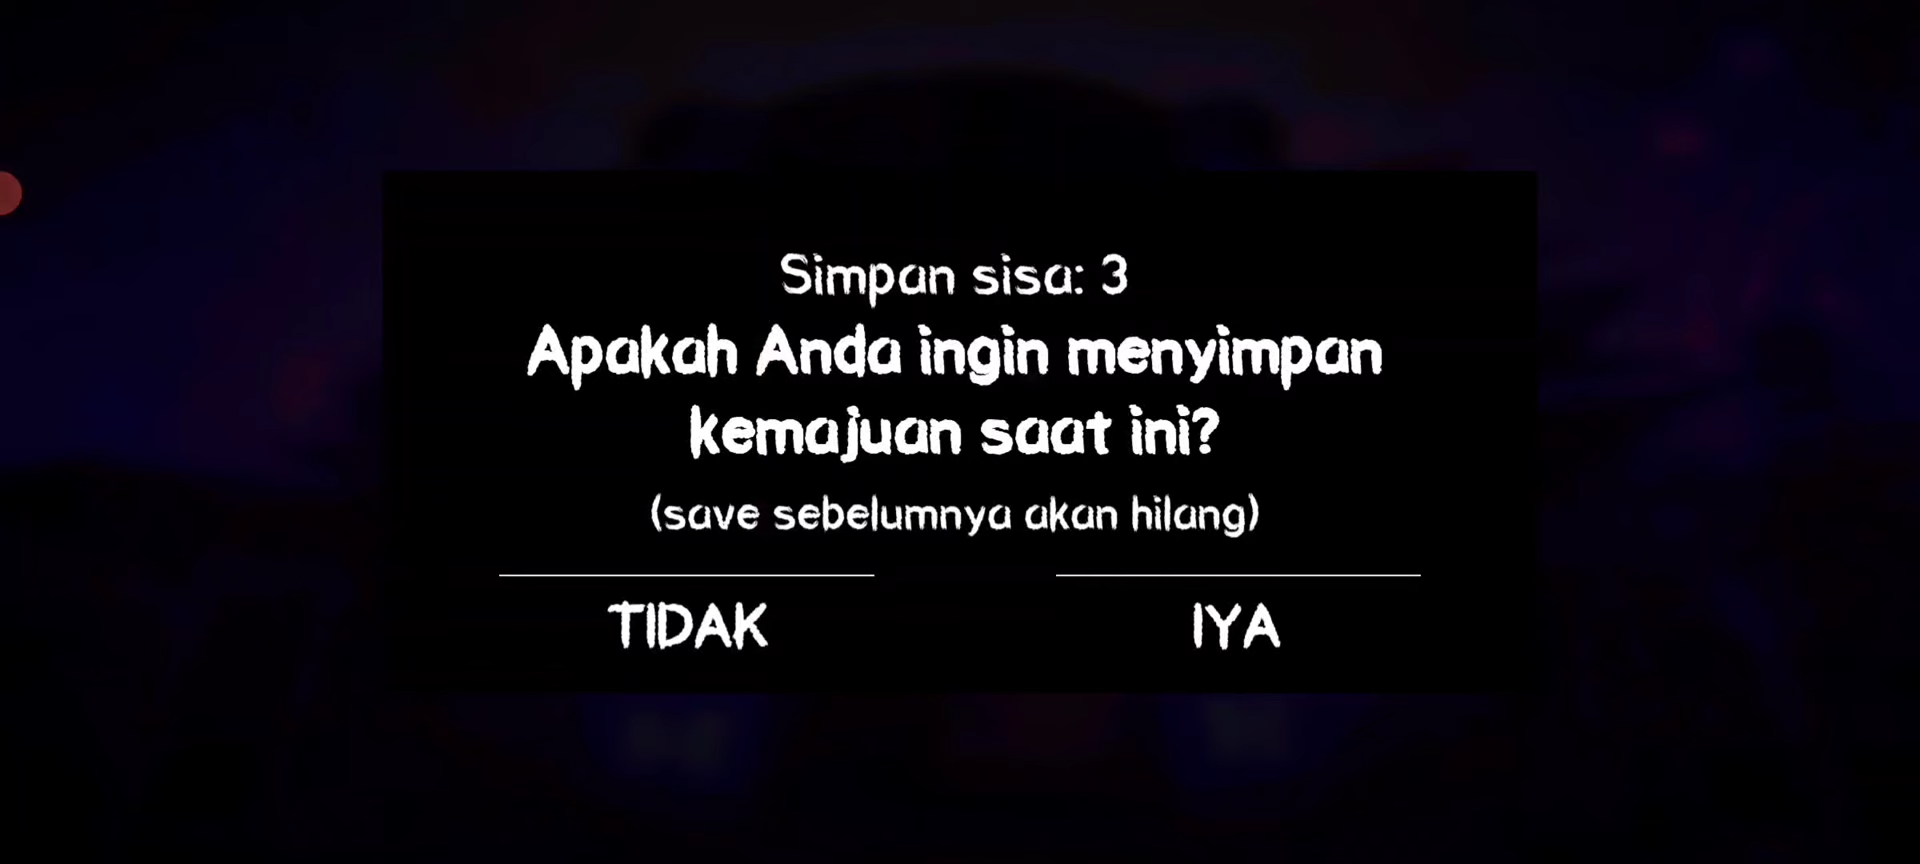 Simpan sisa: 3
Apakah Anda ingin menyimpan
kemajuan saat ini?
(save sebelumnya akan hilang)
TIDAK
IYA